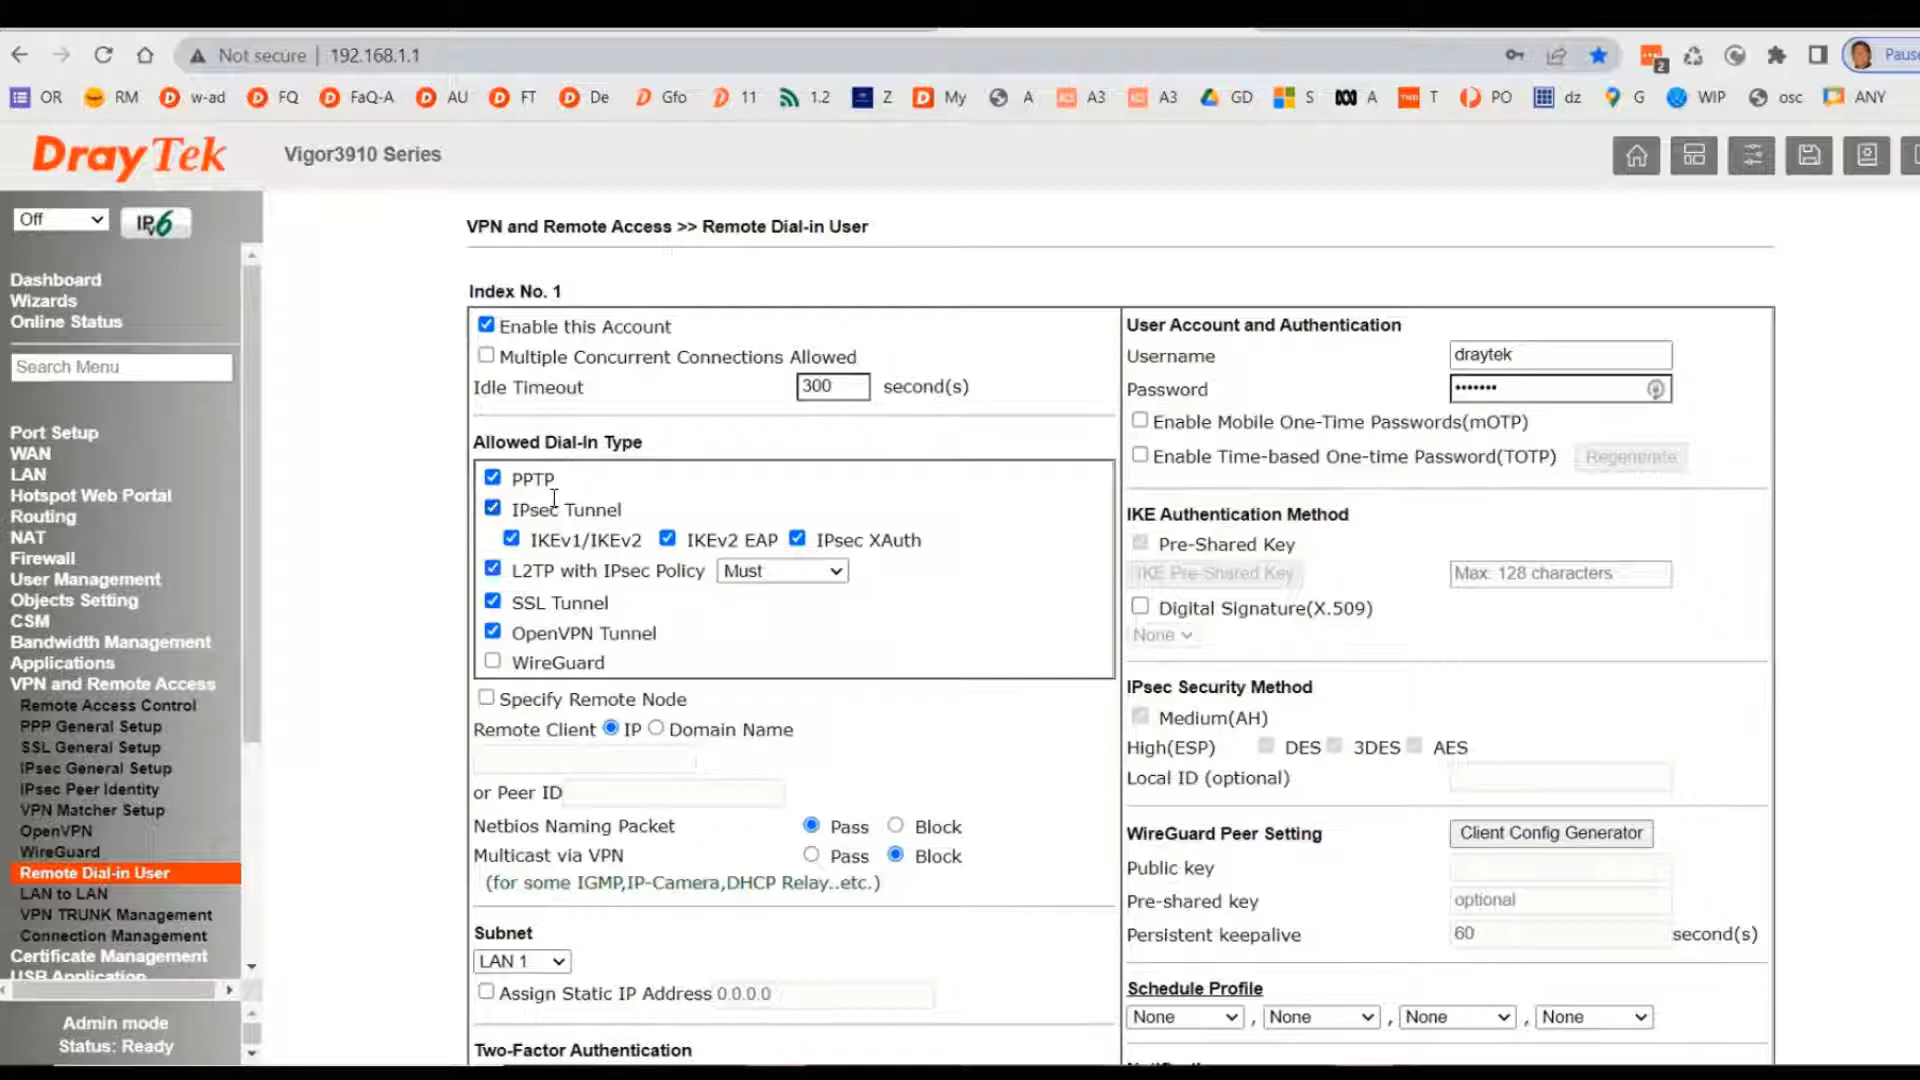 Not secure | 192.168.1.1
2
Pause
OR RM w-ad FQ FaQ-A AU FT De Gfo 11 1.2 Z My A A3 A3 GD S A T PO dz G WIP osc ANY
DrayTek
Vigor3910 Series
Off
IPv6
Dashboard
Wizards
Online Status
Search Menu
Port Setup
WAN
LAN
Hotspot Web Portal
Routing
NAT
Firewall
User Management
Objects Setting
CSM
Bandwidth Management
Applications
VPN and Remote Access
Remote Access Control
PPP General Setup
SSL General Setup
IPsec General Setup
IPsec Peer Identity
VPN Matcher Setup
OpenVPN
WireGuard
Remote Dial-in User
LAN to LAN
VPN TRUNK Management
Connection Management
Certificate Management
USB Application
Admin mode
Status: Ready
VPN and Remote Access >> Remote Dial-in User
Index No. 1
Enable this Account
Multiple Concurrent Connections Allowed
Idle Timeout 300 second(s)
Allowed Dial-In Type
PPTP
IPsec Tunnel
IKEv1/IKEv2 IKEv2 EAP IPsec XAuth
L2TP with IPsec Policy Must
SSL Tunnel
OpenVPN Tunnel
WireGuard
Specify Remote Node
Remote Client IP Domain Name
or Peer ID
Netbios Naming Packet Pass Block
Multicast via VPN Pass Block
(for some IGMP,IP-Camera,DHCP Relay..etc.)
Subnet
LAN 1
Assign Static IP Address 0.0.0.0
Two-Factor Authentication
User Account and Authentication
Username draytek
Password •••••••
Enable Mobile One-Time Passwords(mOTP)
Enable Time-based One-time Password(TOTP) Regenerate
IKE Authentication Method
Pre-Shared Key
IKE Pre-Shared Key Max: 128 characters
Digital Signature(X.509)
None
IPsec Security Method
Medium(AH)
High(ESP) DES 3DES AES
Local ID (optional)
WireGuard Peer Setting Client Config Generator
Public key
Pre-shared key optional
Persistent keepalive 60 second(s)
Schedule Profile
None , None , None , None